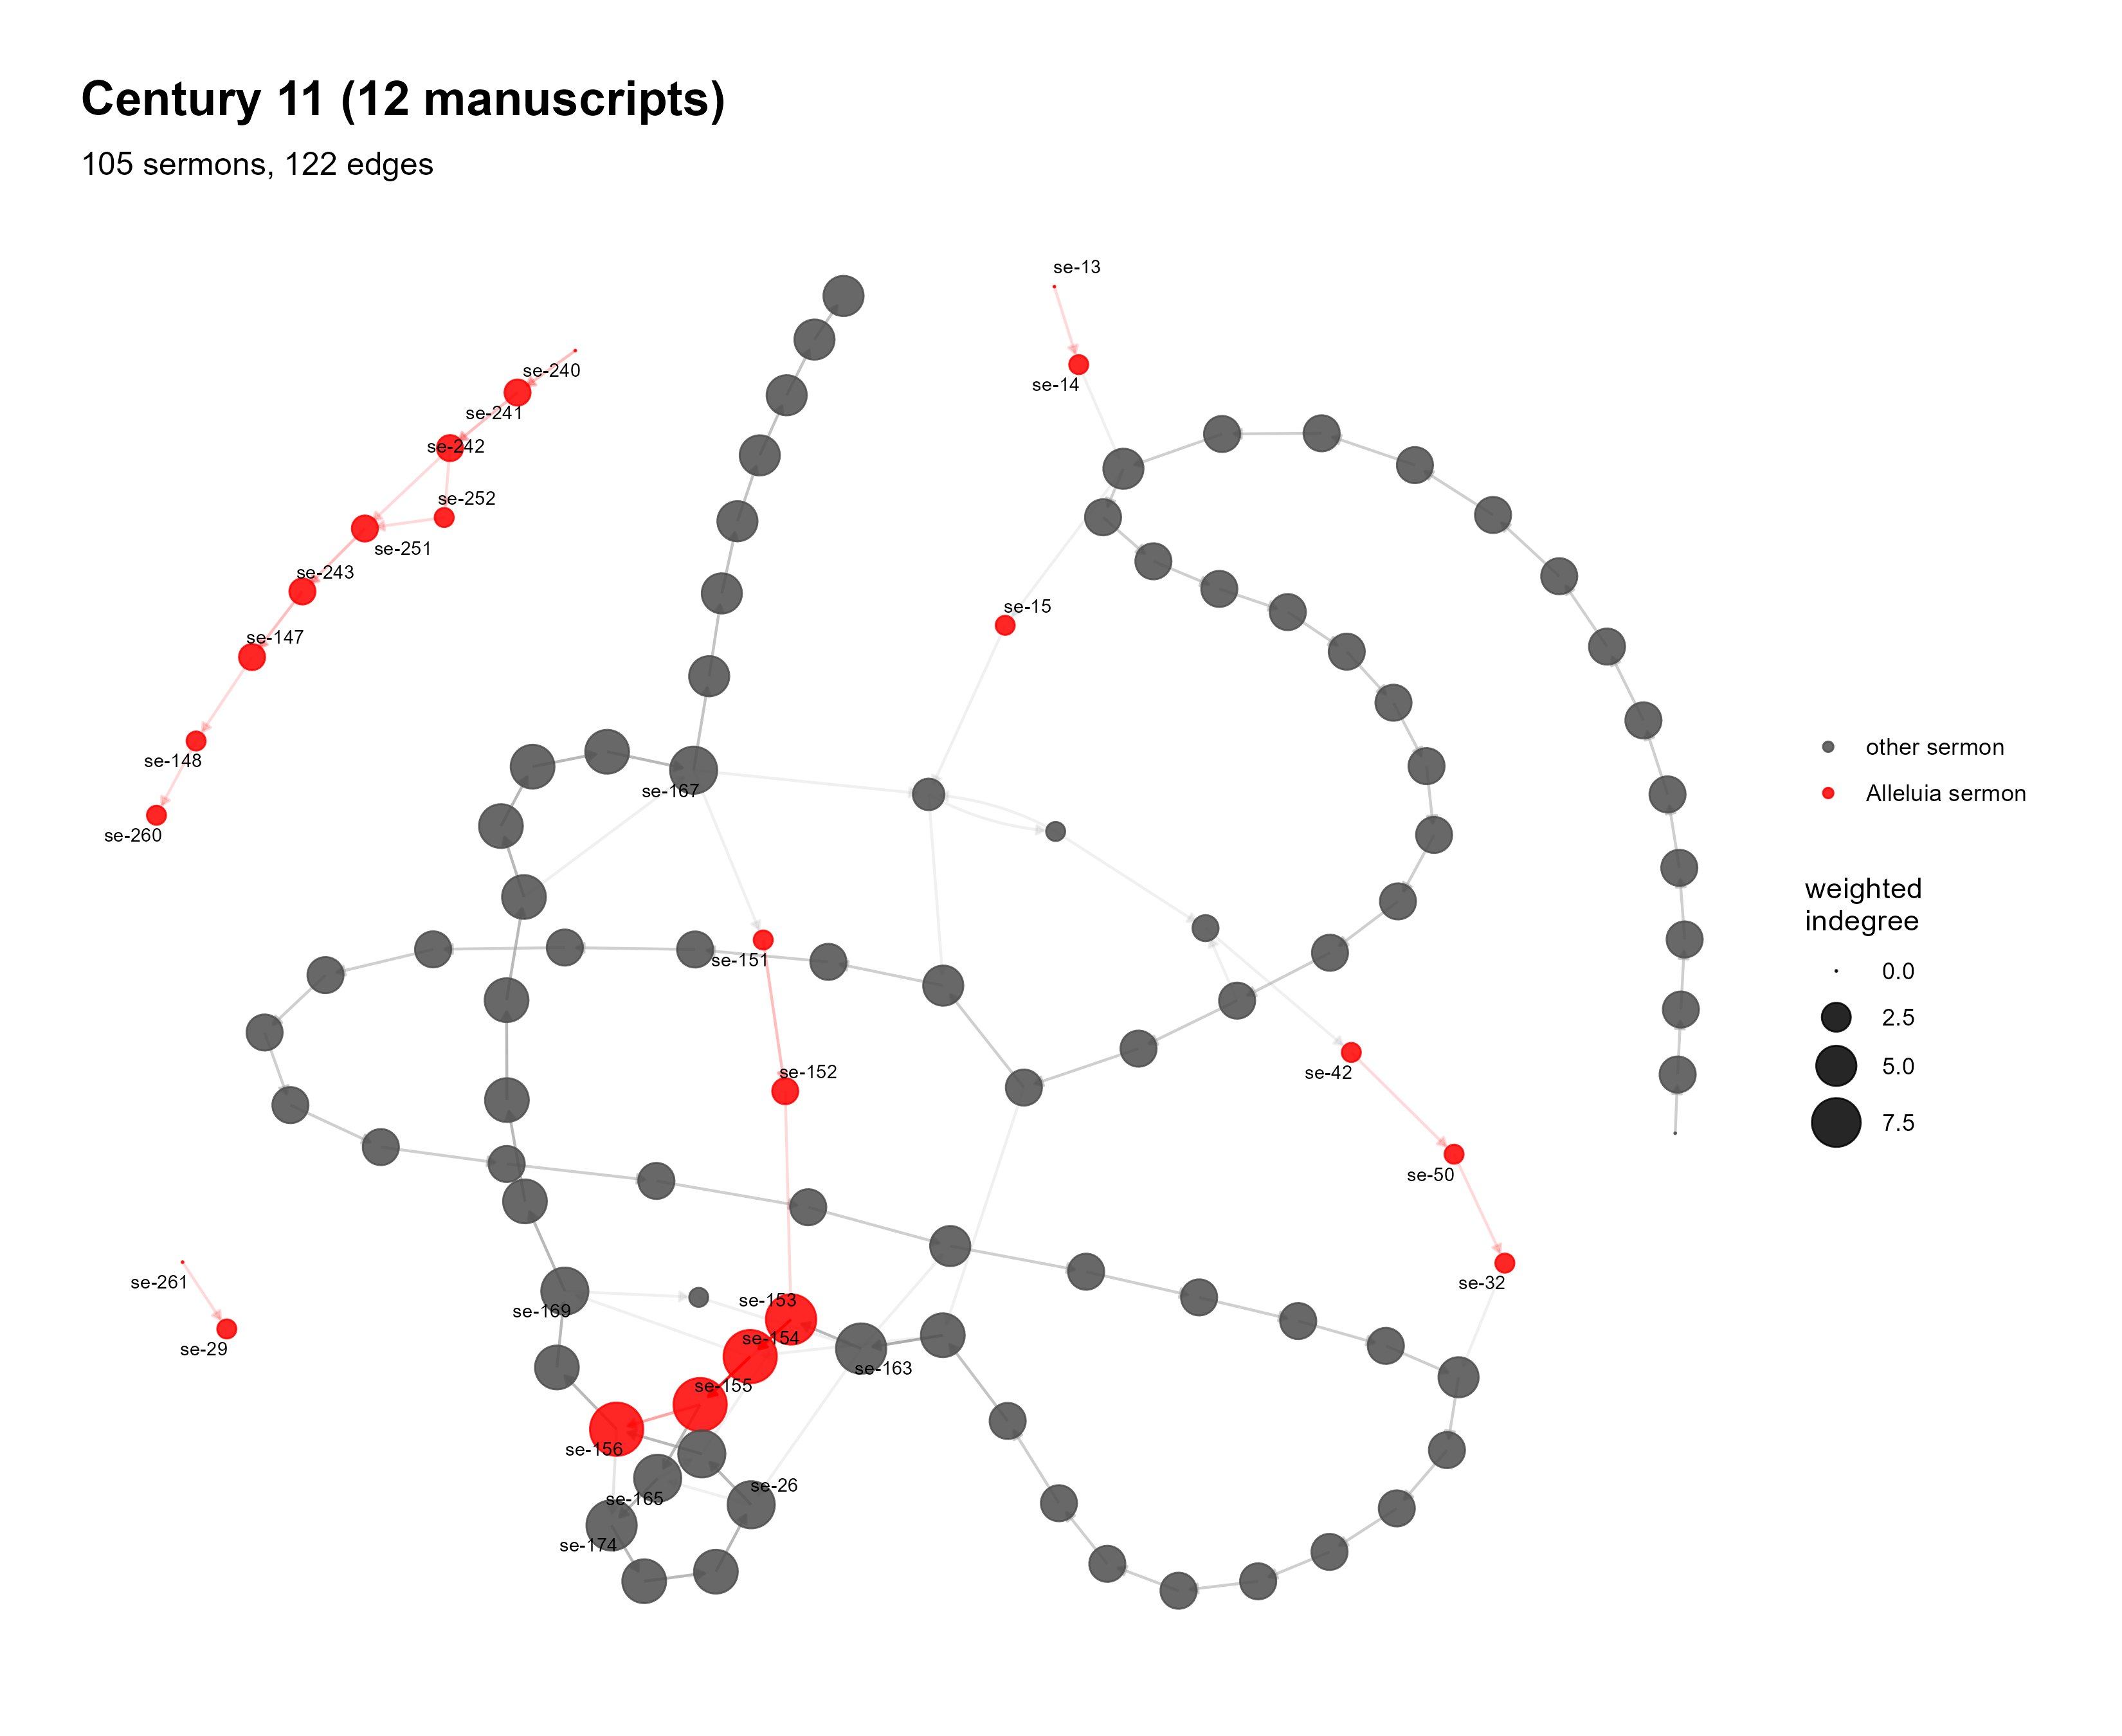 Century 11 (12 manuscripts)
105 sermons, 122 edges
se-13
se-240
se-14
se-241
se-242
se-252
se-251
se-243
se-15
se-147
se-148
other sermon
se-167
Alleluia sermon
se-260
weighted
indegree
se-151
0.0
2.5
se-152
se-42
5.0
7.5
se-50
se-261
se-32
se-153
se-169
se-154
se-29
se-163
se-155
se-156
se-26
se-165
se-174